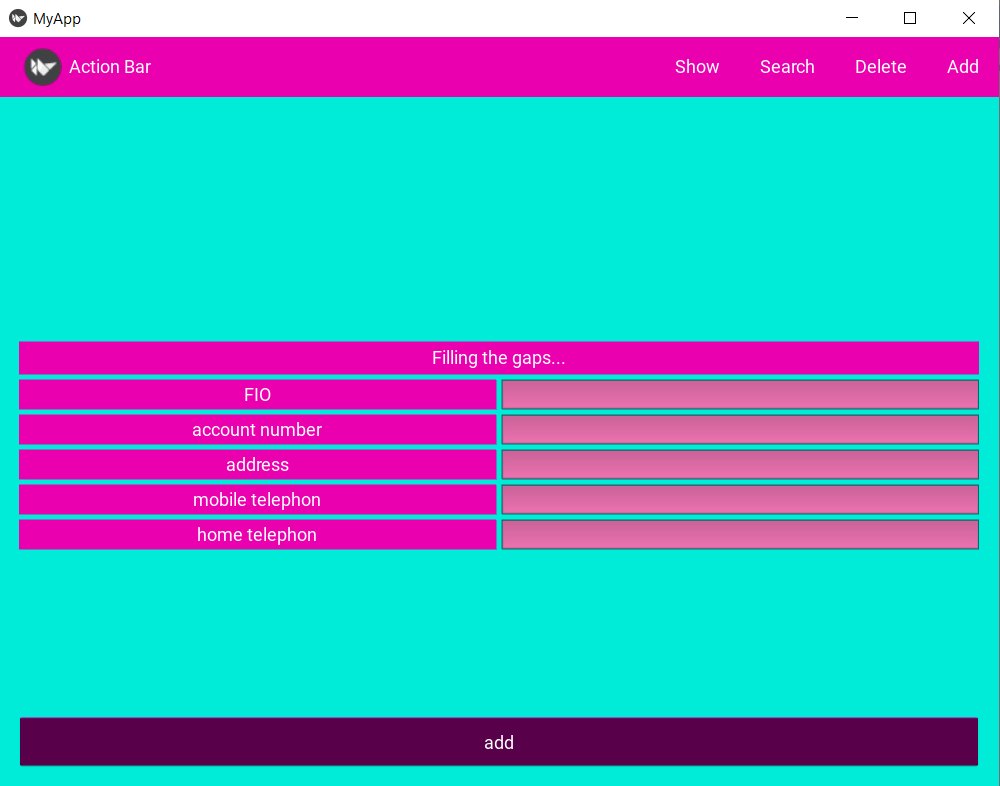 MyApp
Action Bar Show Search Delete Add
Filling the gaps...
FIO
account number
address
mobile telephon
home telephon
add